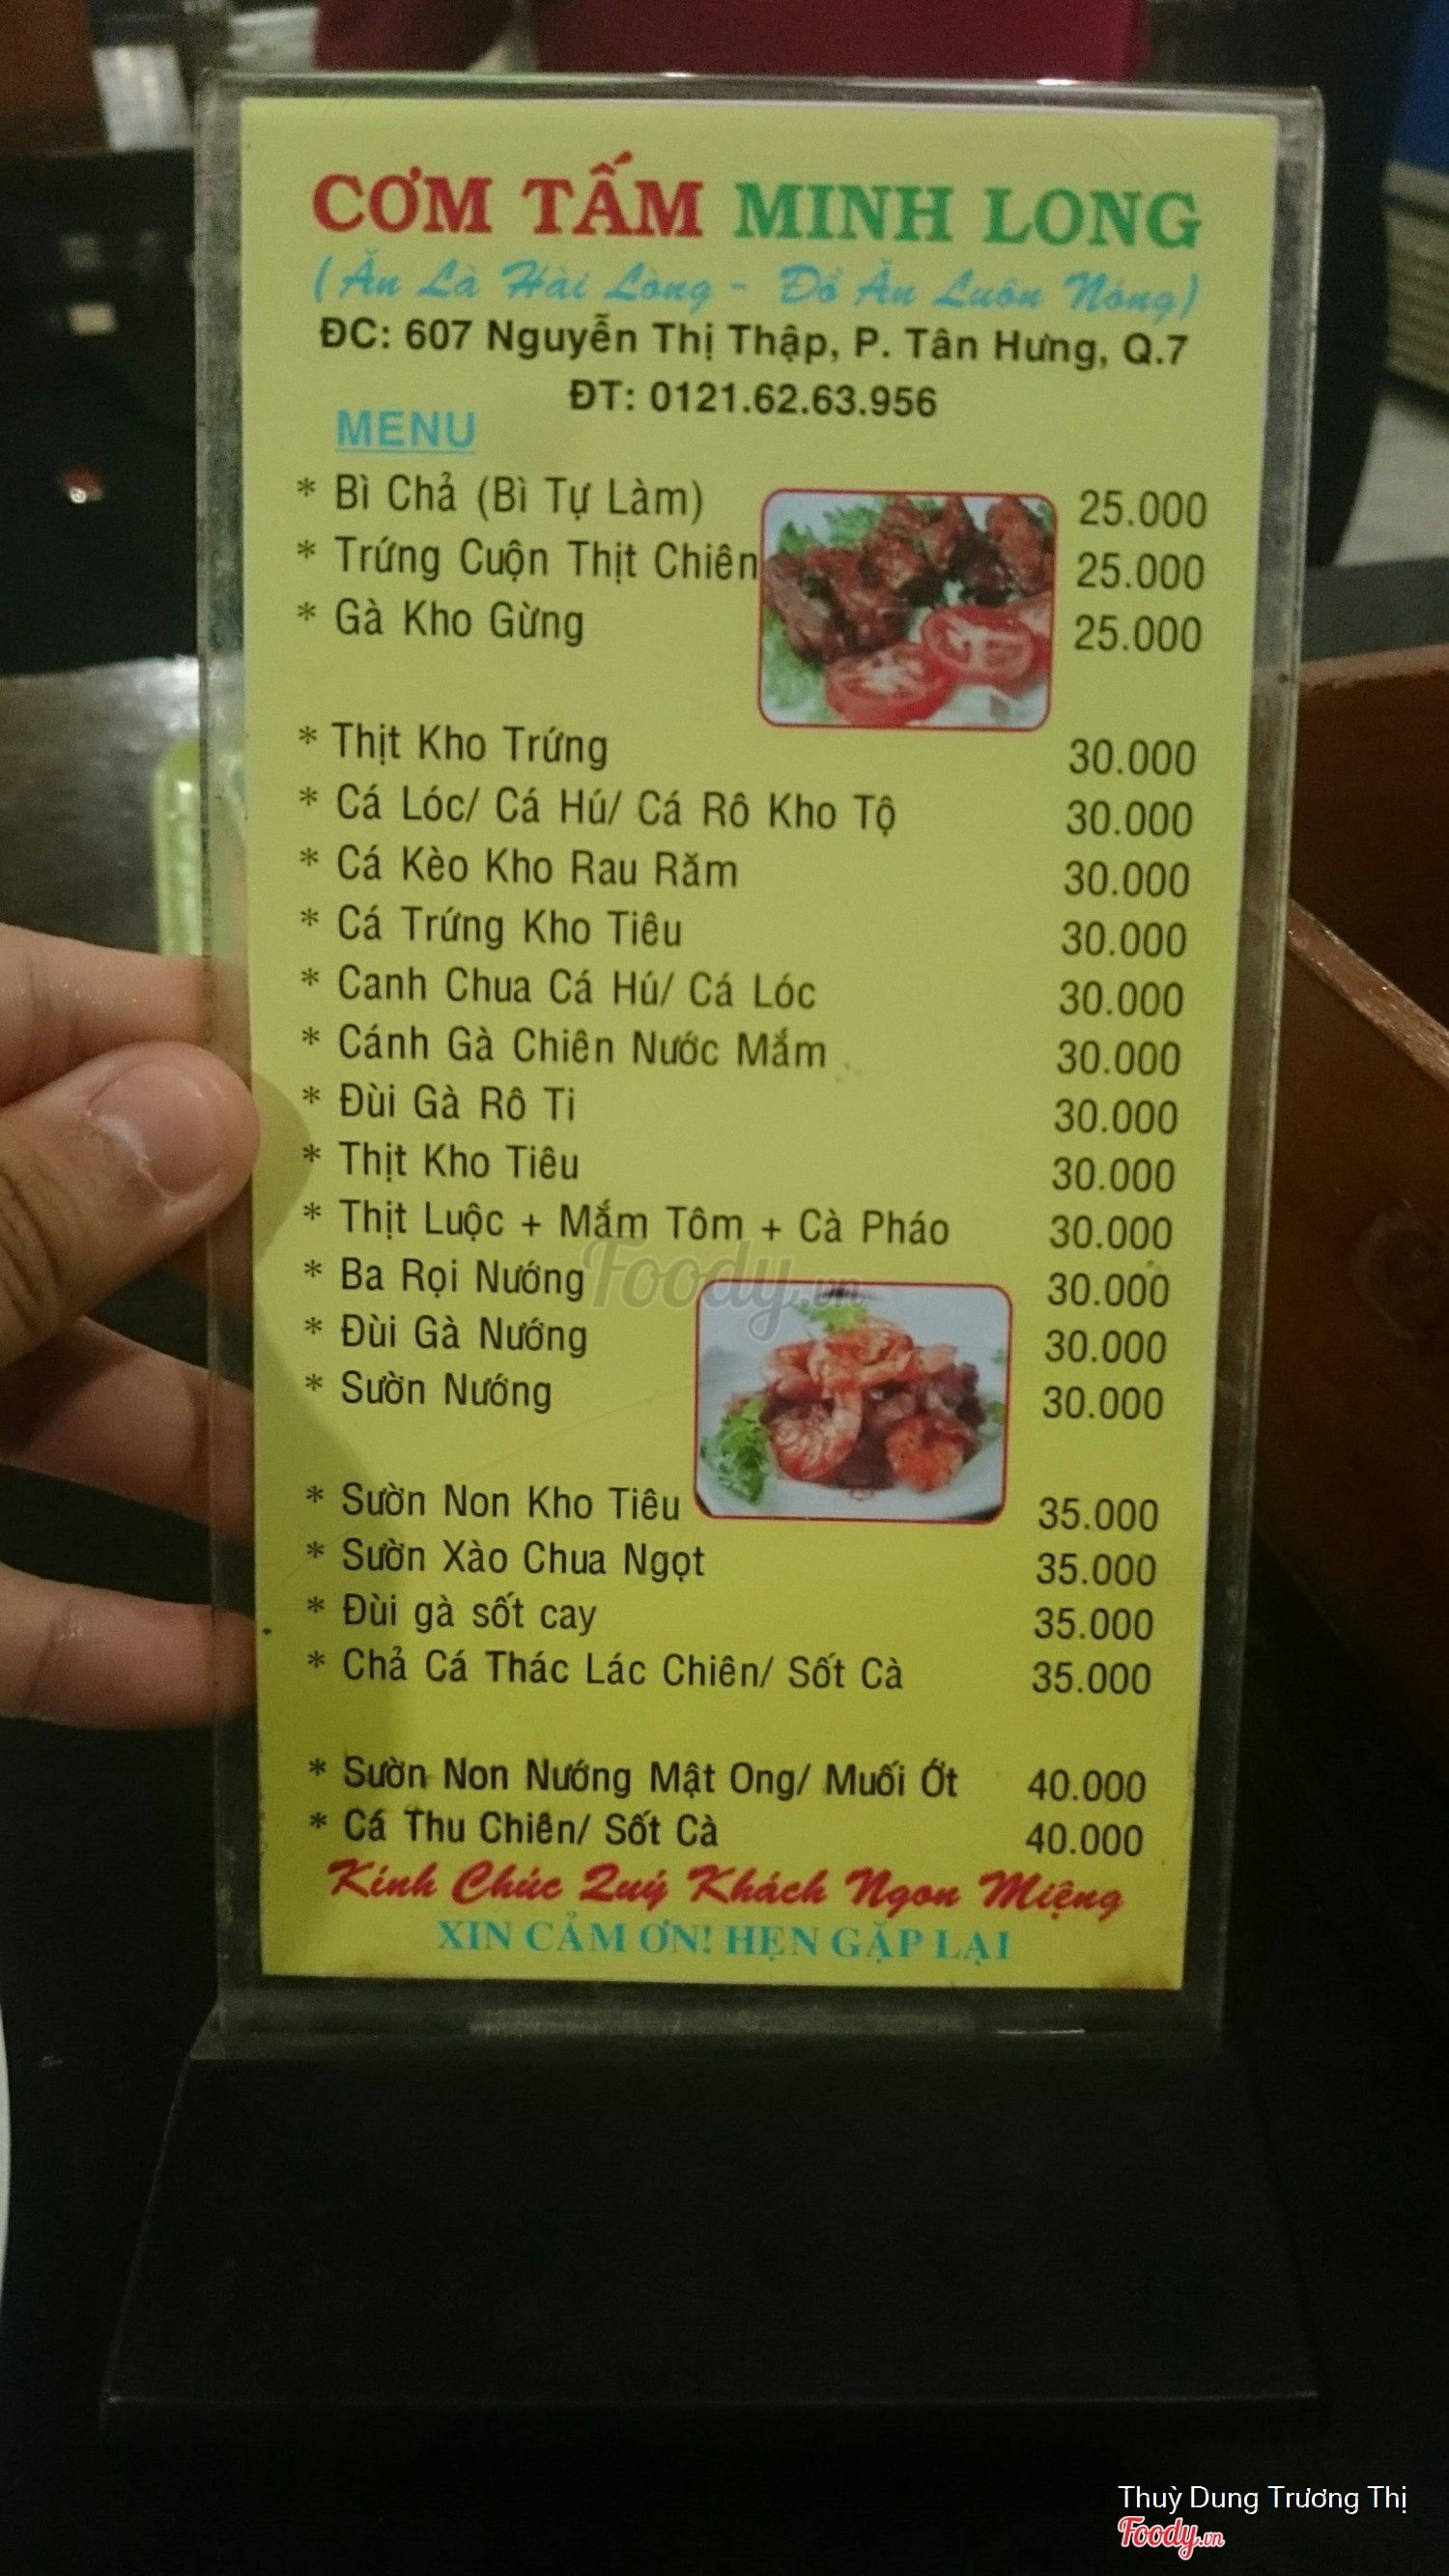 CƠM TẤM MINH LONG
(Ăn Là Hài Lòng - Đồ Ăn Luôn Nóng)
ĐC: 607 Nguyễn Thị Thập, P. Tân Hưng, Q.7
ĐT: 0121.62.63.956
MENU
* Bì Chả (Bì Tự Làm) 25.000
* Trứng Cuộn Thịt Chiên 25.000
* Gà Kho Gừng 25.000
* Thịt Kho Trứng 30.000
* Cá Lóc/ Cá Hú/ Cá Rô Kho Tộ 30.000
* Cá Kèo Kho Rau Răm 30.000
* Cá Trứng Kho Tiêu 30.000
* Canh Chua Cá Hú/ Cá Lóc 30.000
* Cánh Gà Chiên Nước Mắm 30.000
* Đùi Gà Rô Ti 30.000
* Thịt Kho Tiêu 30.000
* Thịt Luộc + Mắm Tôm + Cà Pháo 30.000
* Ba Rọi Nướng 30.000
* Đùi Gà Nướng 30.000
* Sườn Nướng 30.000
* Sườn Non Kho Tiêu 35.000
* Sườn Xào Chua Ngọt 35.000
* Đùi gà sốt cay 35.000
* Chả Cá Thác Lác Chiên/ Sốt Cà 35.000
* Sườn Non Nướng Mật Ong/ Muối Ớt 40.000
* Cá Thu Chiên/ Sốt Cà 40.000
Kính Chúc Quý Khách Ngon Miệng
XIN CẢM ƠN! HẸN GẶP LẠI
Foody.vn
Thuỳ Dung Trương Thị
Foody.vn